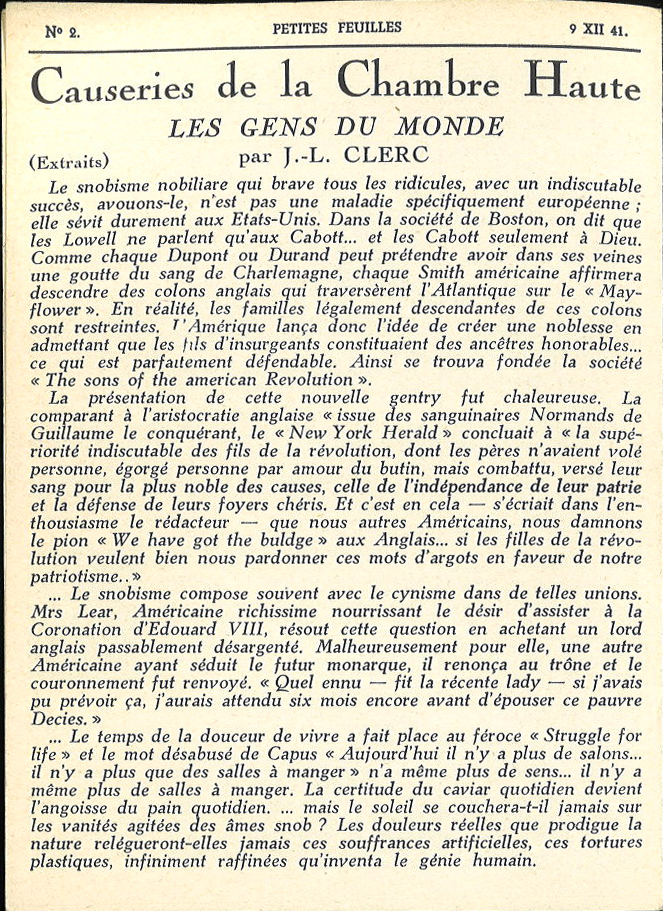 Nº 2. PETITES FEUILLES 9 XII 41.
Causeries de la Chambre Haute
LES GENS DU MONDE
(Extraits) par J.-L. CLERC
Le snobisme nobiliaire qui brave tous les ridicules, avec un indiscutable
succès, avouons-le, n'est pas une maladie spécifiquement européenne ;
elle sévit durement aux Etats-Unis. Dans la société de Boston, on dit que
les Lowell ne parlent qu'aux Cabott... et les Cabott seulement à Dieu.
Comme chaque Dupont ou Durand peut prétendre avoir dans ses veines
une goutte du sang de Charlemagne, chaque Smith américaine affirmera
descendre des colons anglais qui traversèrent l'Atlantique sur le « May-
flower ». En réalité, les familles légalement descendantes de ces colons
sont restreintes. L'Amérique lança donc l'idée de créer une noblesse en
admettant que les fils d'insurgeants constituaient des ancêtres honorables...
ce qui est parfaitement défendable. Ainsi se trouva fondée la société
« The sons of the american Revolution ».
La présentation de cette nouvelle gentry fut chaleureuse. La
comparant à l'aristocratie anglaise « issue des sanguinaires Normands de
Guillaume le conquérant, le « New York Herald » concluait à « la supé-
riorité indiscutable des fils de la révolution, dont les pères n'avaient volé
personne, égorgé personne par amour du butin, mais combattu, versé leur
sang pour la plus noble des causes, celle de l'indépendance de leur patrie
et la défense de leurs foyers chéris. Et c'est en cela — s'écriait dans l'en-
thousiasme le rédacteur — que nous autres Américains, nous damnons
le pion « We have got the buldge » aux Anglais... si les filles de la révo-
lution veulent bien nous pardonner ces mots d'argots en faveur de notre
patriotisme.. »
... Le snobisme compose souvent avec le cynisme dans de telles unions.
Mrs Lear, Américaine richissime nourrissant le désir d'assister à la
Coronation d'Edouard VIII, résout cette question en achetant un lord
anglais passablement désargenté. Malheureusement pour elle, une autre
Américaine ayant séduit le futur monarque, il renonça au trône et le
couronnement fut renvoyé. « Quel ennu — fit la récente lady — si j'avais
pu prévoir ça, j'aurais attendu six mois encore avant d'épouser ce pauvre
Decies. »
... Le temps de la douceur de vivre a fait place au féroce « Struggle for
life » et le mot désabusé de Capus « Aujourd'hui il n'y a plus de salons...
il n'y a plus que des salles à manger » n'a même plus de sens... il n'y a
même plus de salles à manger. La certitude du caviar quotidien devient
l'angoisse du pain quotidien. ... mais le soleil se couchera-t-il jamais sur
les vanités agitées des âmes snob ? Les douleurs réelles que prodigue la
nature relégueront-elles jamais ces souffrances artificielles, ces tortures
plastiques, infiniment raffinées qu'inventa le génie humain.